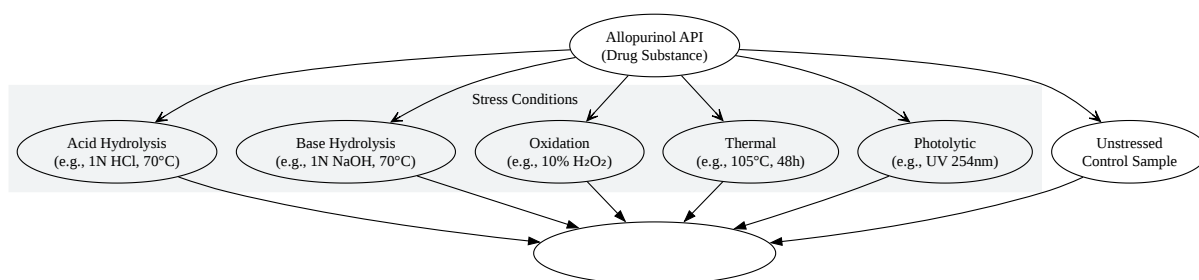 Allopurinol API
(Drug Substance)
Stress Conditions
Acid Hydrolysis
(e.g., 1N HCl, 70°C)
Base Hydrolysis
(e.g., 1N NaOH, 70°C)
Oxidation
(e.g., 10% H₂O₂)
Thermal
(e.g., 105°C, 48h)
Photolytic
(e.g., UV 254nm)
Unstressed
Control Sample